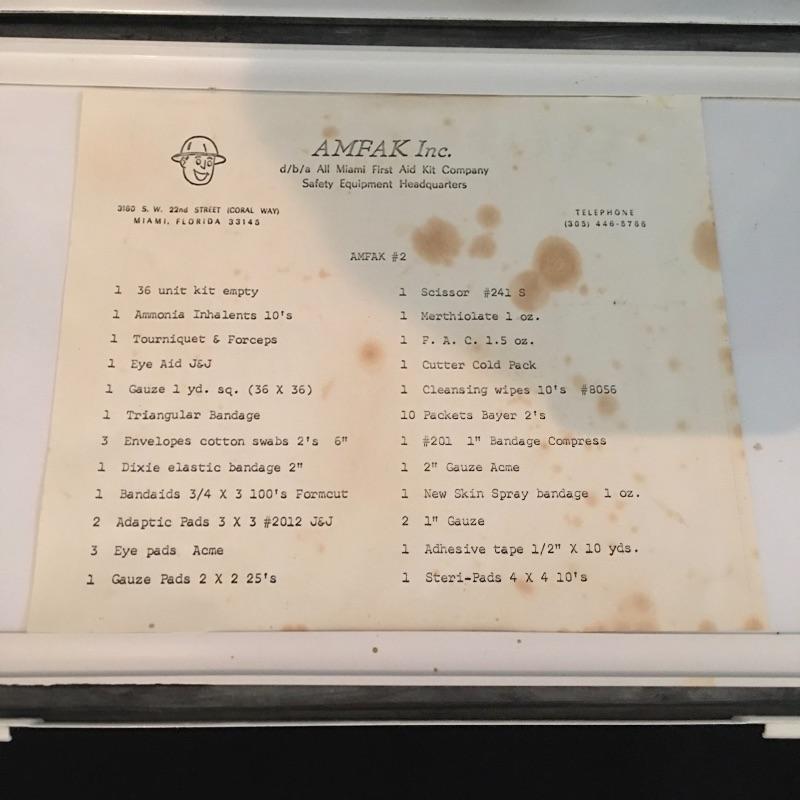 AMFAK Inc.
d/b/a All Miami First Aid Kit Company
Safety Equipment Headquarters
3180 S. W. 22nd STREET (CORAL WAY)
MIAMI, FLORIDA 33145
TELEPHONE
(305) 446-5766
AMFAK #2
1 36 unit kit empty
1 Ammonia Inhalents 10's
1 Tourniquet & Forceps
1 Eye Aid J&J
1 Gauze 1 yd. sq. (36 X 36)
1 Triangular Bandage
3 Envelopes cotton swabs 2's 6"
1 Dixie elastic bandage 2"
1 Bandaids 3/4 X 3 100's Formcut
2 Adaptic Pads 3 X 3 #2012 J&J
3 Eye pads Acme
1 Gauze Pads 2 X 2 25's
1 Scissor #241 S
1 Merthiolate 1 oz.
1 F. A. C. 1.5 oz.
1 Cutter Cold Pack
1 Cleansing wipes 10's #8056
10 Packets Bayer 2's
1 #201 1" Bandage Compress
1 2" Gauze Acme
1 New Skin Spray bandage 1 oz.
2 1" Gauze
1 Adhesive tape 1/2" X 10 yds.
1 Steri-Pads 4 X 4 10's